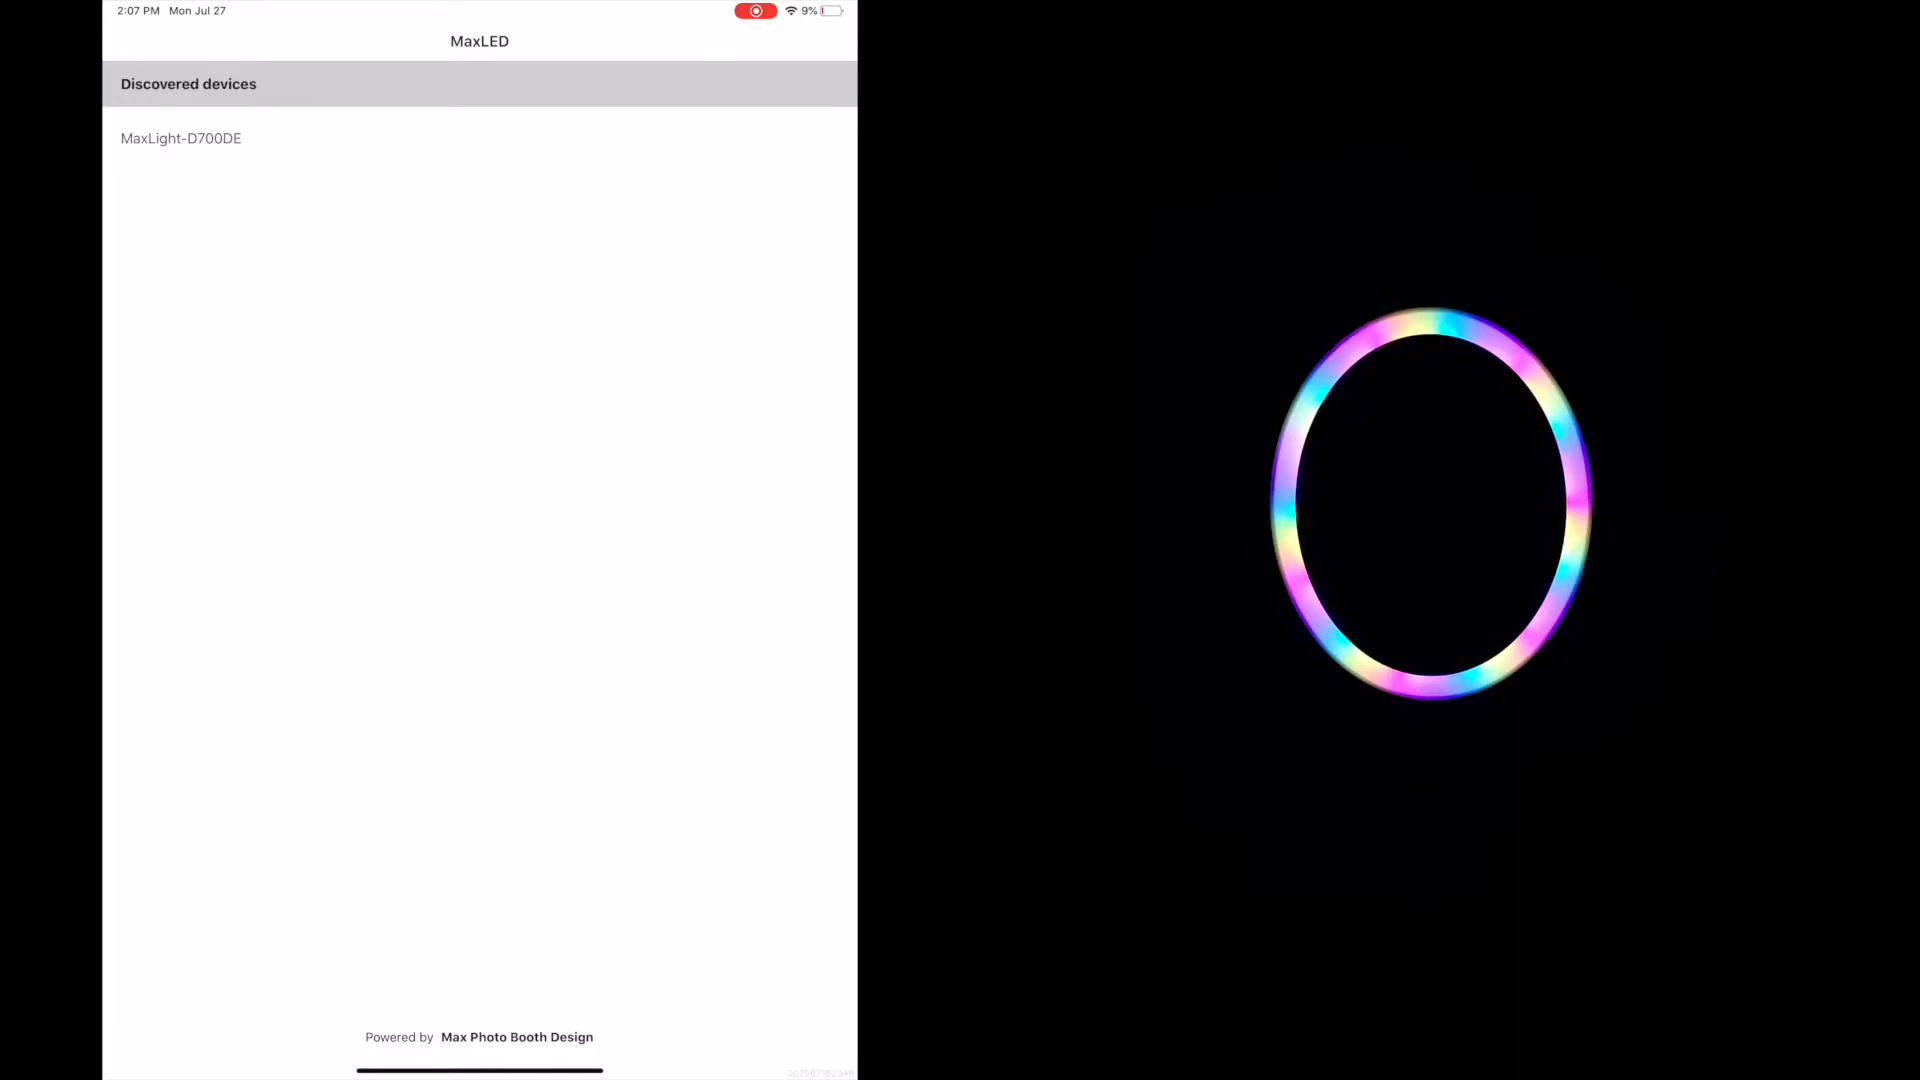 2:07 PM Mon Jul 27
9%
MaxLED
Discovered devices
MaxLight-D700DE
Powered by Max Photo Booth Design